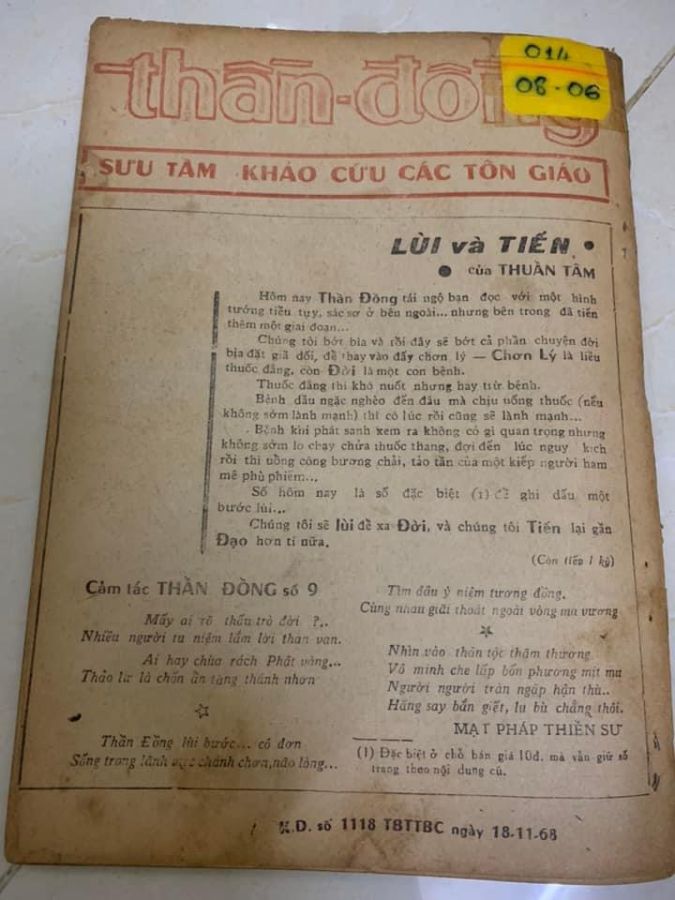 thần-đồng
014
08-06
SƯU TẦM KHẢO CỨU CÁC TÔN GIÁO
LÙI và TIẾN •
● của THUẦN TÂM
Hôm nay Thần Đồng tái ngộ bạn đọc với một hình
tướng tiều tụy, sác sơ ở bên ngoài... nhưng bên trong đã tiến
thêm một giai đoạn...
Chúng tôi bớt bìa và rồi đây sẽ bớt cả phần chuyện đời
bịa đặt giả dối, để thay vào đấy chơn lý — Chơn Lý là liều
thuốc đắng, còn Đời là một con bệnh.
Thuốc đắng thì khó nuốt nhưng hay trừ bệnh.
Bệnh dầu ngặc nghèo đến đâu mà chịu uống thuốc (nếu
không sớm lành mạnh) thì có lúc rồi cũng sẽ lành mạnh...
Bệnh khi phát sanh xem ra không có gì quan trọng nhưng
không sớm lo chạy chữa thuốc thang, đợi đến lúc nguy kịch
rồi thì uổng công bương chải, tảo tần của một kiếp người ham
mê phù phiếm...
Số hôm nay là số đặc biệt (1) để ghi dấu một
bước lùi...
Chúng tôi sẽ lùi để xa Đời, và chúng tôi Tiến lại gần
Đạo hơn tí nữa.
(Còn tiếp 1 kỳ)
Cảm tác THẦN ĐỒNG số 9
Mấy ai rõ thấu trò đời ?..
Nhiều người tu niệm lắm lời than van.
Ai hay chùa rách Phật vàng...
Thảo lư là chốn ẩn tàng thánh nhơn
☆
Thần Đồng lùi bước... cô đơn
Sống trong lãnh vực chánh chơn, não lòng...
Tìm đâu ý niệm tương đồng.
Cùng nhau giải thoát ngoài vòng ma vương
☆
Nhìn vào thân tộc thậm thương
Vô minh che lấp bốn phương mịt mù
Người người tràn ngập hận thù..
Hăng say bắn giết, lu bù chẳng thôi.
MẬT PHÁP THIỀN SƯ
(1) Đặc biệt ở chỗ bán giá 10đ. mà vẫn giữ số
trang theo nội dung cũ.
K.D. số 1118 TBTTBC ngày 18-11-68